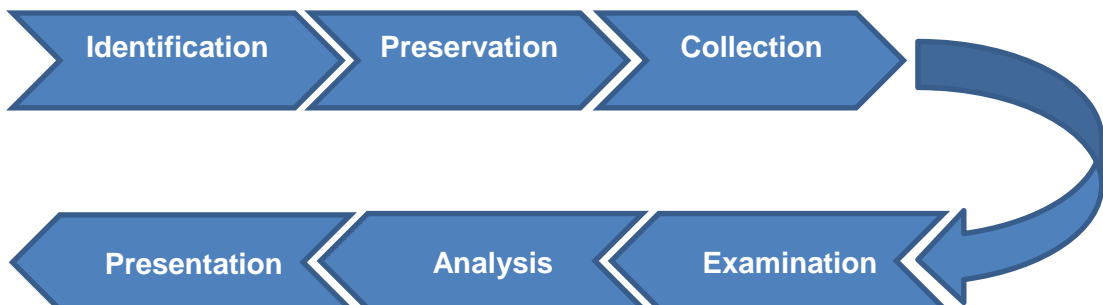 Identification
Preservation
Collection
Examination
Analysis
Presentation